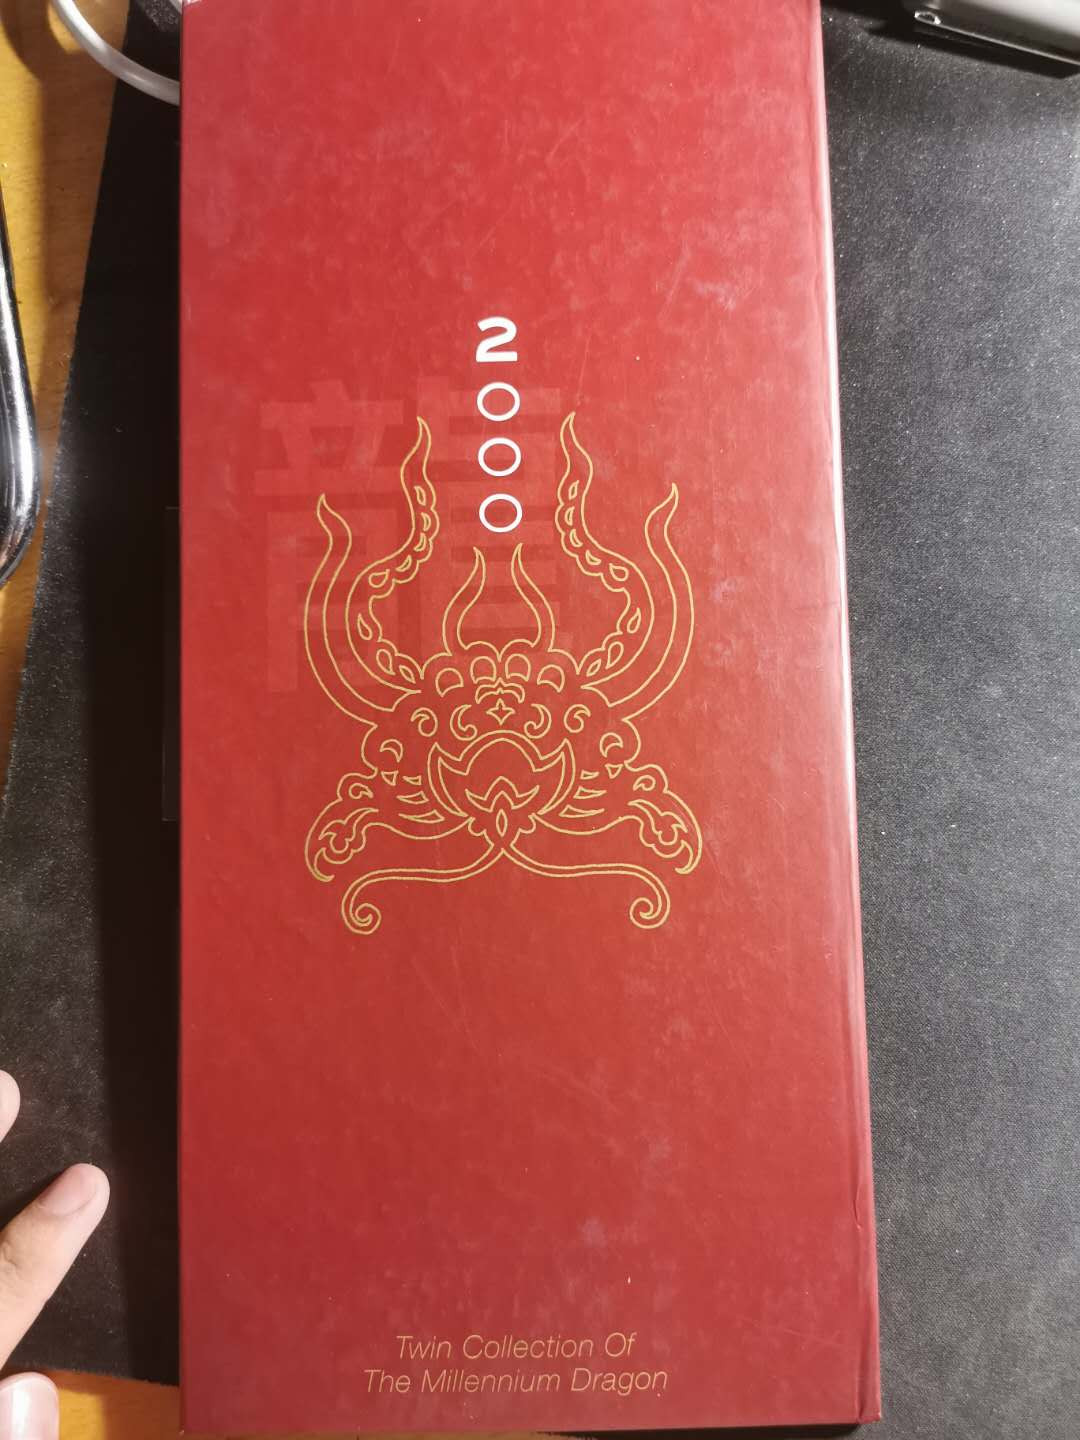 2000
龍
Twin Collection Of
The Millennium Dragon